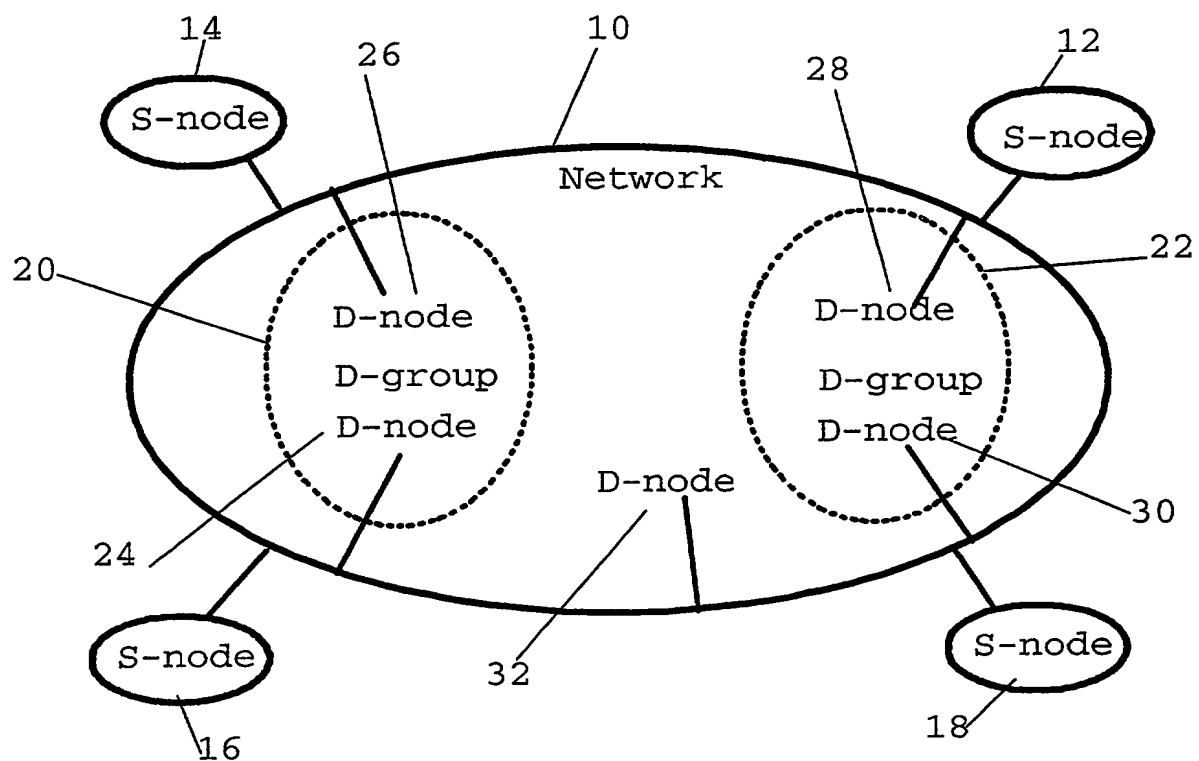 14
10
12
26
28
S-node
S-node
Network
20
22
D-node
D-node
D-group
D-group
D-node
D-node
D-node
24
30
32
S-node
S-node
16
18